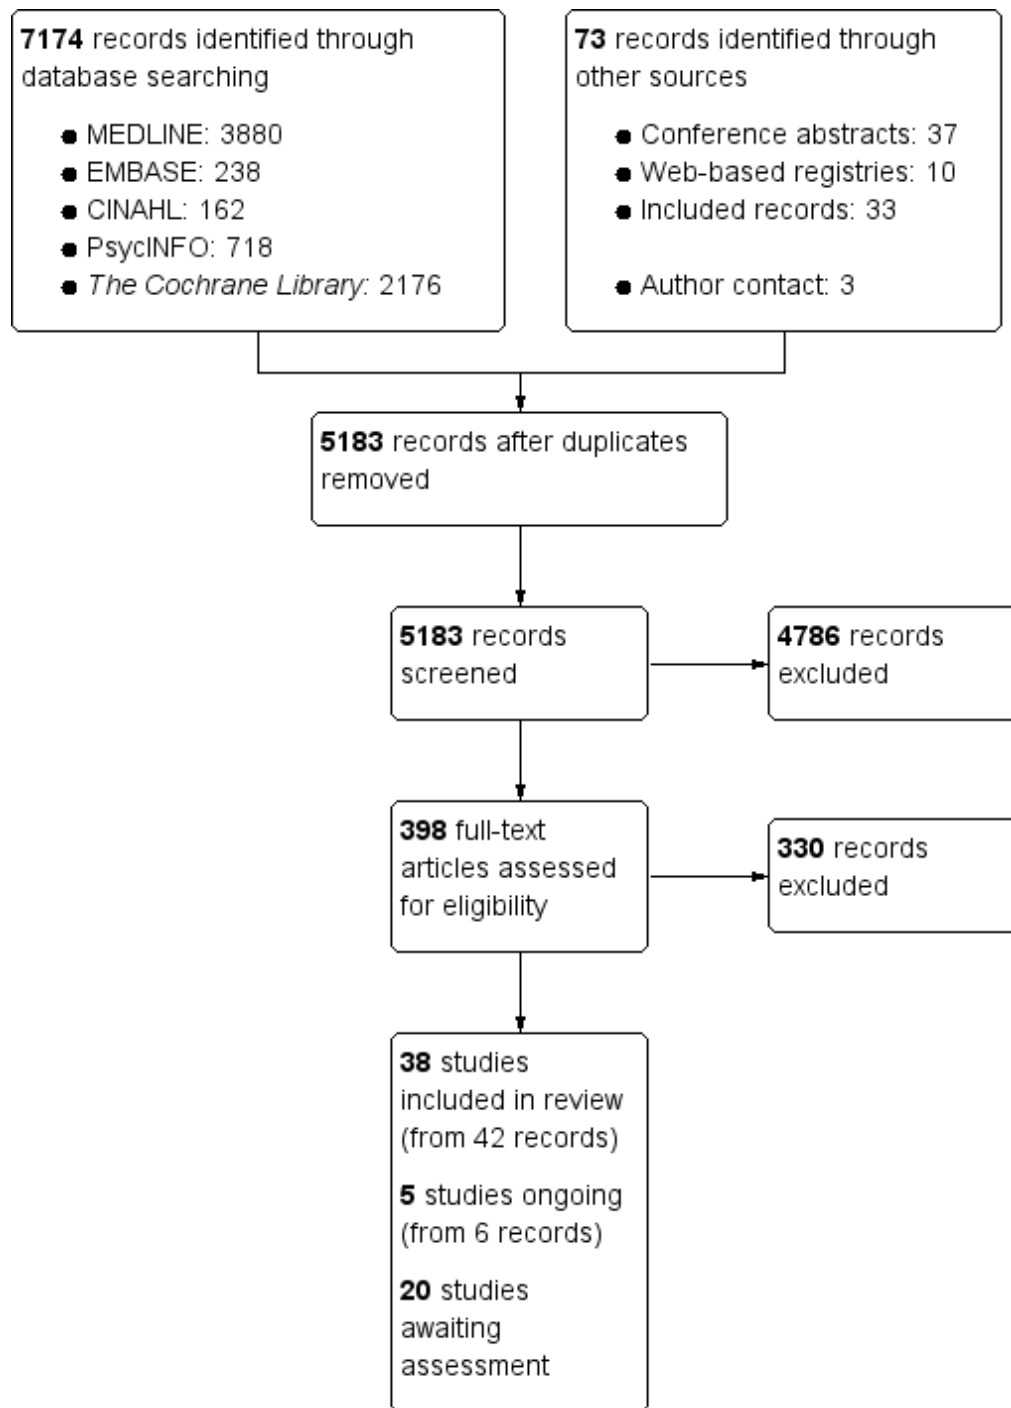 7174 records identified through
database searching
● MEDLINE: 3880
● EMBASE: 238
● CINAHL: 162
● PsycINFO: 718
● The Cochrane Library: 2176
73 records identified through
other sources
● Conference abstracts: 37
● Web-based registries: 10
● Included records: 33
● Author contact: 3
5183 records after duplicates
removed
5183 records
screened
4786 records
excluded
398 full-text
articles assessed
for eligibility
330 records
excluded
38 studies
included in review
(from 42 records)
5 studies ongoing
(from 6 records)
20 studies
awaiting
assessment